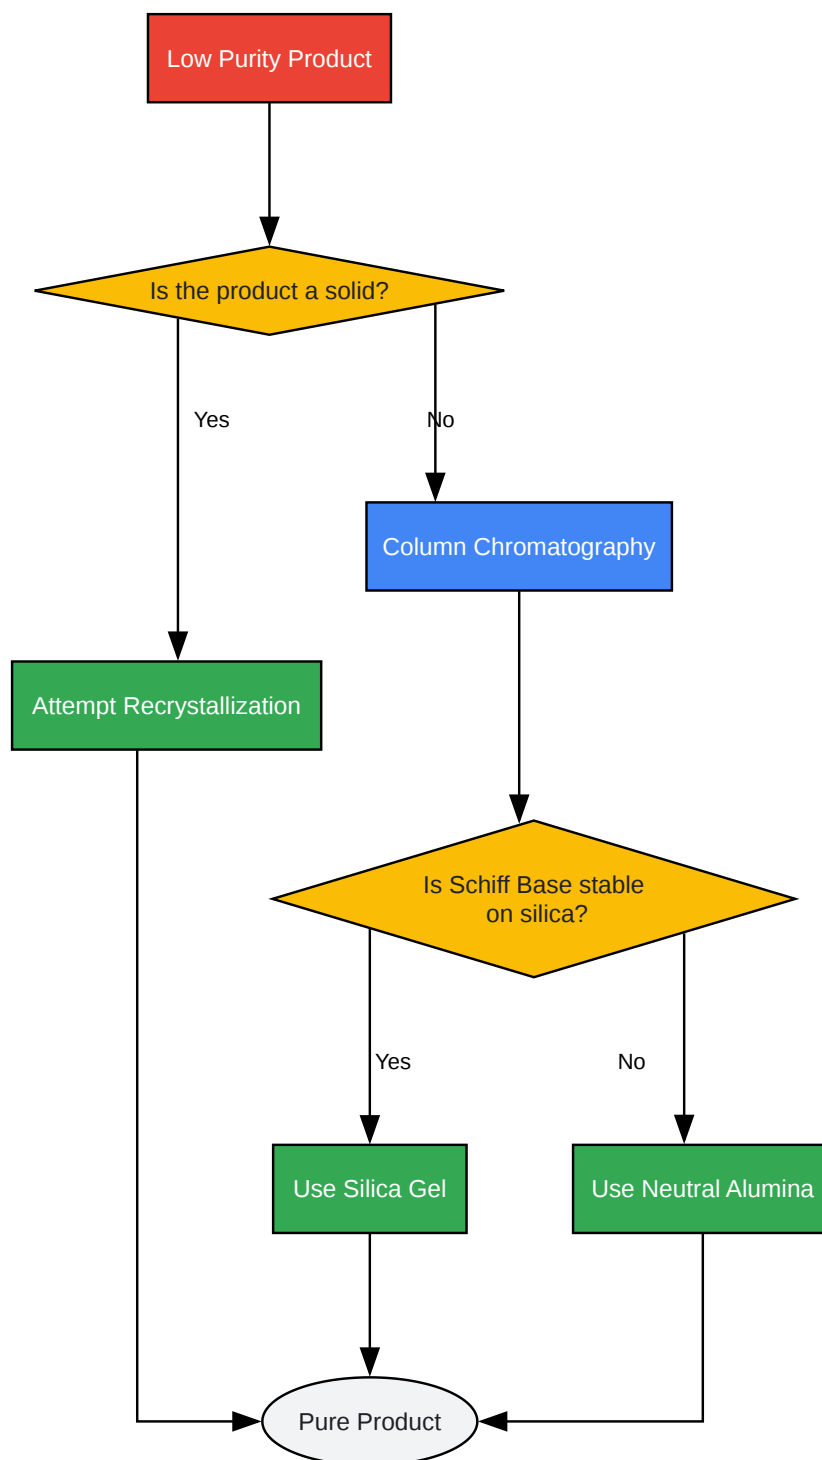 Low Purity Product
Is the product a solid?
Yes
No
Column Chromatography
Attempt Recrystallization
Is Schiff Base stable
on silica?
Yes
No
Use Silica Gel
Use Neutral Alumina
Pure Product